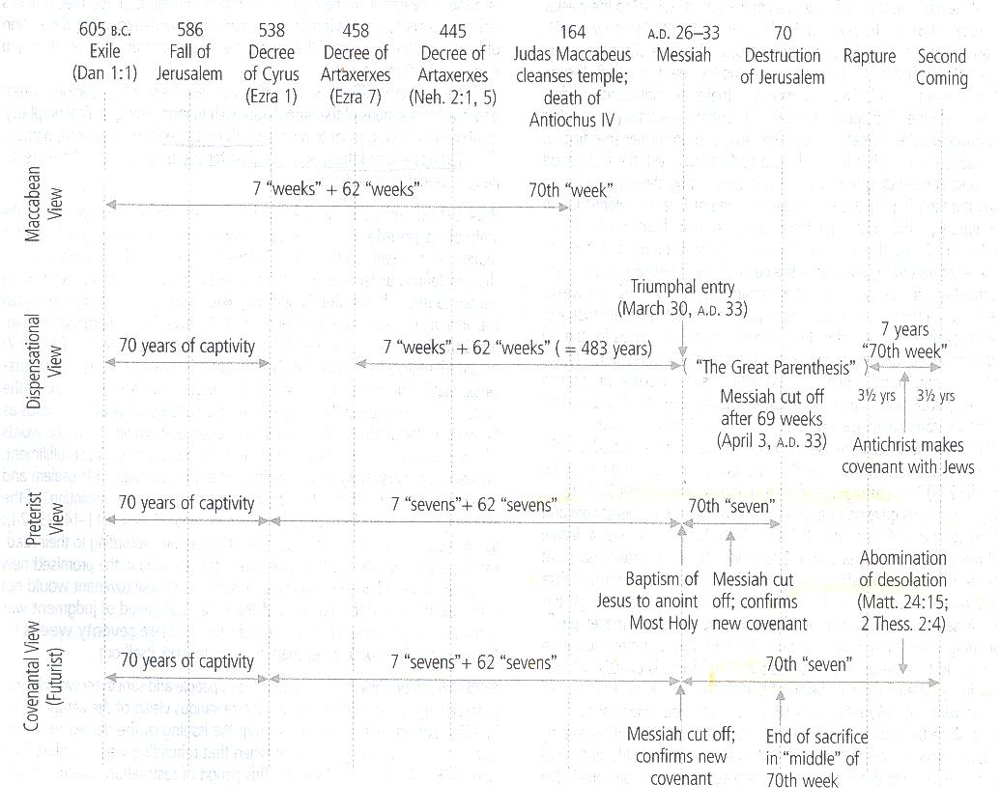 605 B.C.
Exile
(Dan 1:1)
586
Fall of
Jerusalem
538
Decree
of Cyrus
(Ezra 1)
458
Decree of
Artaxerxes
(Ezra 7)
445
Decree of
Artaxerxes
(Neh. 2:1, 5)
164
Judas Maccabeus
cleanses temple;
death of
Antiochus IV
A.D. 26–33
Messiah
70
Destruction
of Jerusalem
Rapture
Second
Coming
Maccabean
View
7 “weeks” + 62 “weeks”
70th “week”
Dispensational
View
70 years of captivity
7 “weeks” + 62 “weeks” ( = 483 years)
Triumphal entry
(March 30, A.D. 33)
( “The Great Parenthesis” )
Messiah cut off
after 69 weeks
(April 3, A.D. 33)
7 years
“70th week”
3½ yrs
3½ yrs
Antichrist makes
covenant with Jews
Preterist
View
70 years of captivity
7 “sevens”+ 62 “sevens”
70th “seven”
Baptism of
Jesus to anoint
Most Holy
Messiah cut
off; confirms
new covenant
Abomination
of desolation
(Matt. 24:15;
2 Thess. 2:4)
Covenantal View
(Futurist)
70 years of captivity
7 “sevens”+ 62 “sevens”
70th “seven”
Messiah cut off;
confirms new
covenant
End of sacrifice
in “middle” of
70th week